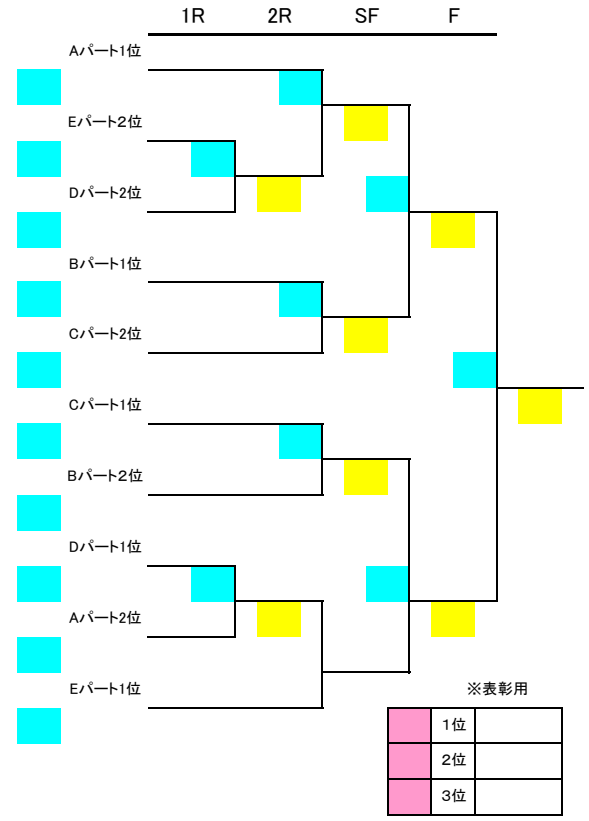 1R 2R SF F
Aパート1位
Eパート2位
Dパート2位
Bパート1位
Cパート2位
Cパート1位
Bパート2位
Dパート1位
Aパート2位
Eパート1位
※表彰用
1位
2位
3位